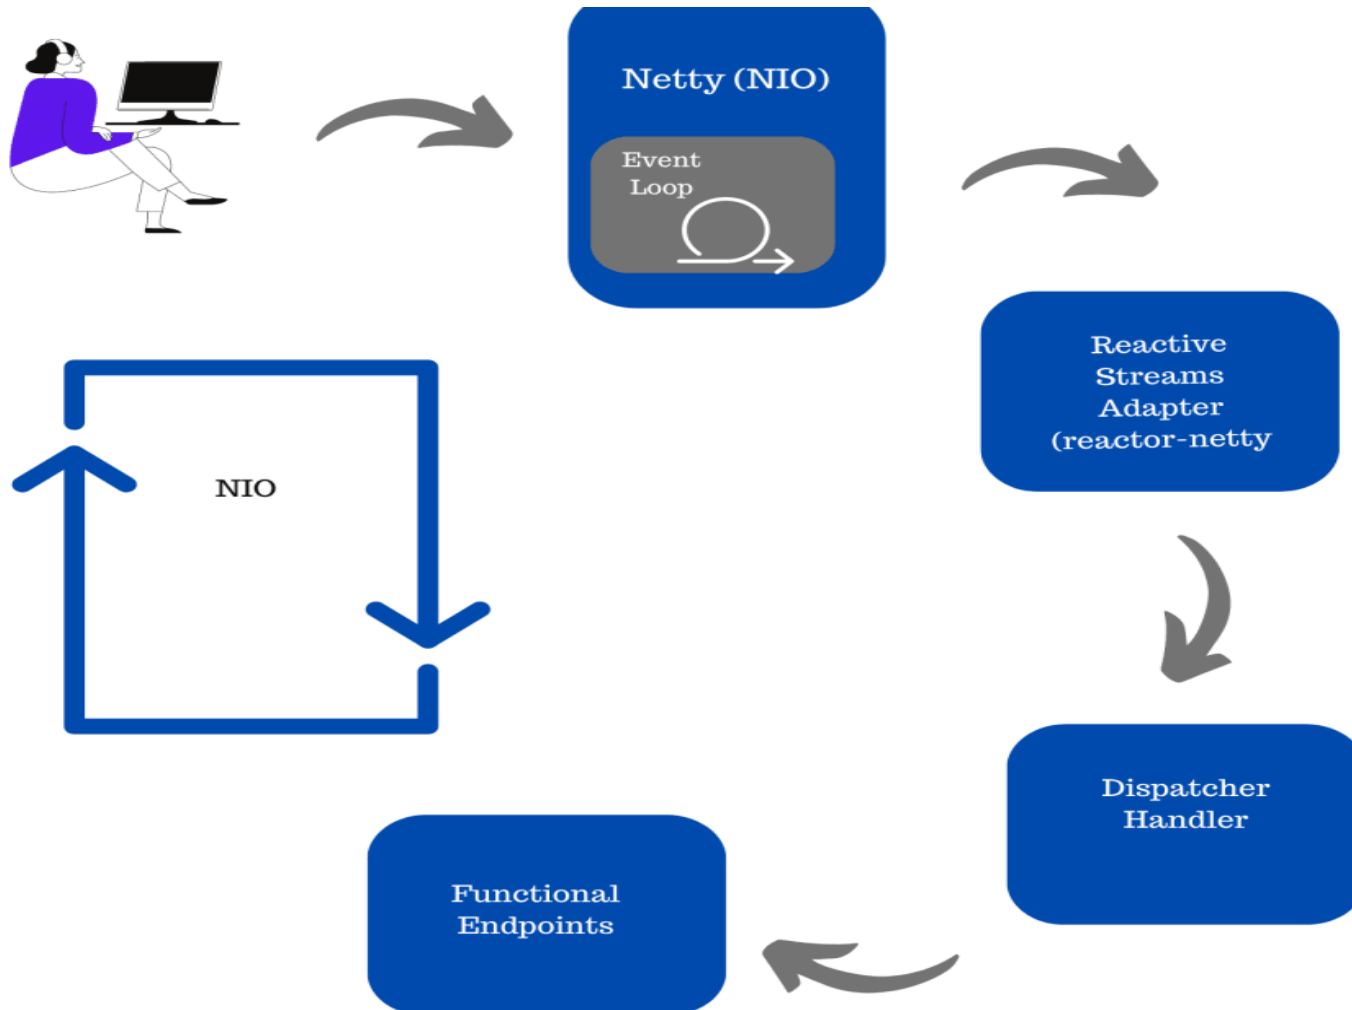 Netty (NIO)
Event
Loop
Reactive
Streams
Adapter
(reactor-netty
NIO
Dispatcher
Handler
Functional
Endpoints